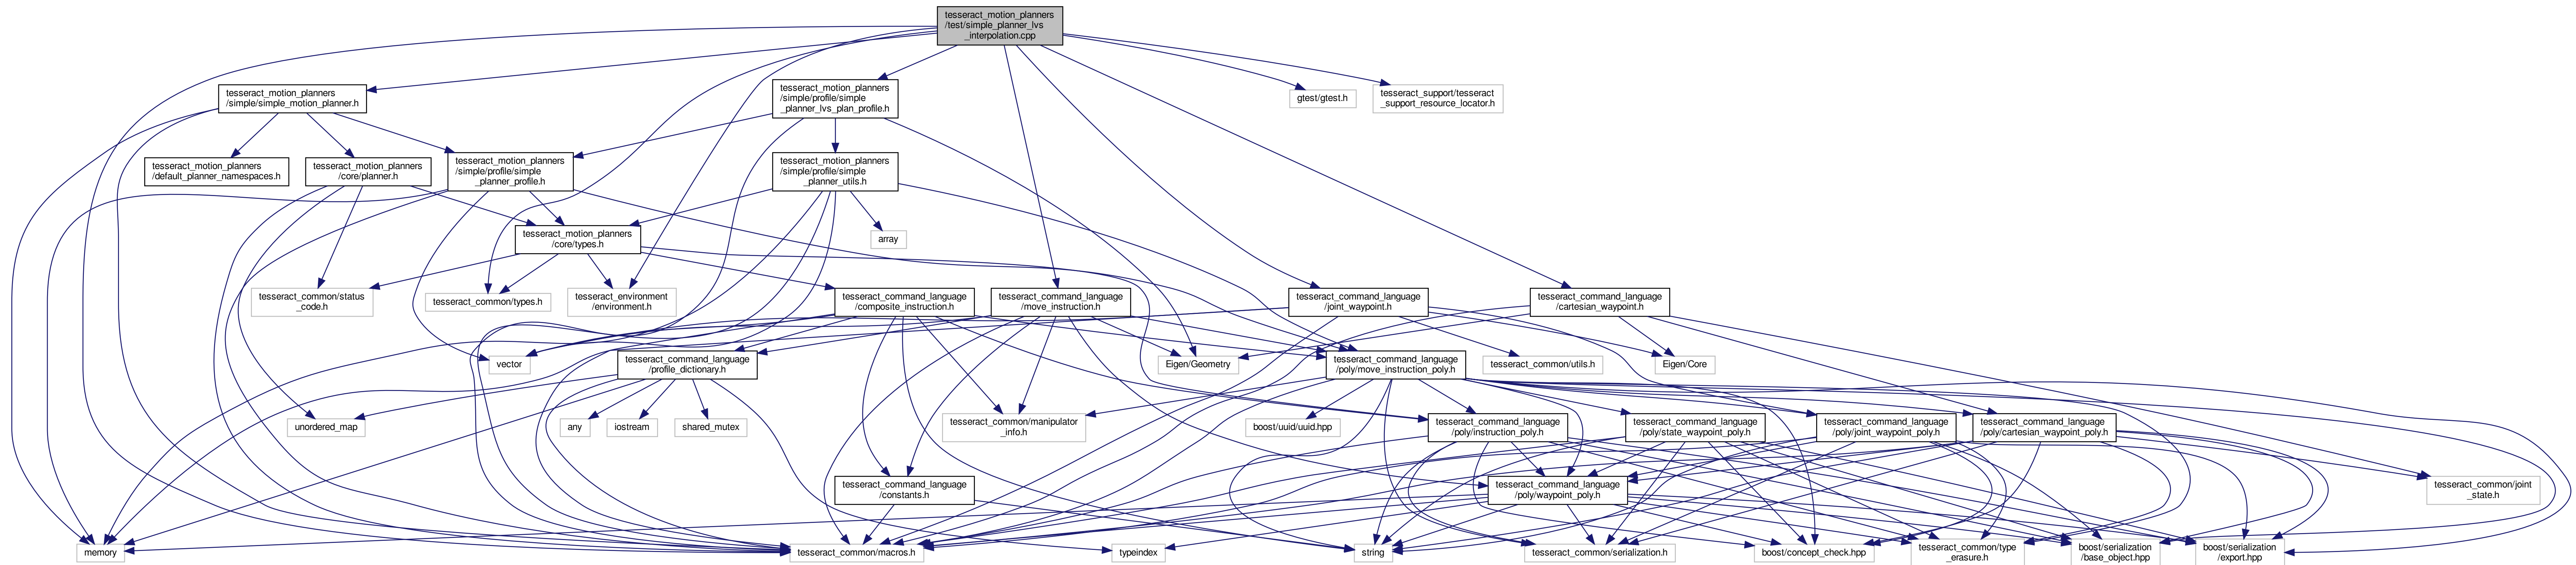 tesseract_motion_planners
/test/simple_planner_lvs
_interpolation.cpp
tesseract_motion_planners
/simple/simple_motion_planner.h
tesseract_motion_planners
/simple/profile/simple
_planner_lvs_plan_profile.h
gtest/gtest.h
tesseract_support/tesseract
_support_resource_locator.h
tesseract_motion_planners
/default_planner_namespaces.h
tesseract_motion_planners
/core/planner.h
tesseract_motion_planners
/simple/profile/simple
_planner_profile.h
tesseract_motion_planners
/simple/profile/simple
_planner_utils.h
tesseract_motion_planners
/core/types.h
array
tesseract_common/status
_code.h
tesseract_common/types.h
tesseract_environment
/environment.h
tesseract_command_language
/composite_instruction.h
tesseract_command_language
/move_instruction.h
tesseract_command_language
/joint_waypoint.h
tesseract_command_language
/cartesian_waypoint.h
vector
tesseract_command_language
/profile_dictionary.h
Eigen/Geometry
tesseract_command_language
/poly/move_instruction_poly.h
tesseract_common/utils.h
Eigen/Core
unordered_map
any
iostream
shared_mutex
tesseract_common/manipulator
_info.h
boost/uuid/uuid.hpp
tesseract_command_language
/poly/instruction_poly.h
tesseract_command_language
/poly/state_waypoint_poly.h
tesseract_command_language
/poly/joint_waypoint_poly.h
tesseract_command_language
/poly/cartesian_waypoint_poly.h
tesseract_command_language
/constants.h
tesseract_command_language
/poly/waypoint_poly.h
tesseract_common/joint
_state.h
memory
tesseract_common/macros.h
typeindex
string
tesseract_common/serialization.h
boost/concept_check.hpp
tesseract_common/type
_erasure.h
boost/serialization
/base_object.hpp
boost/serialization
/export.hpp